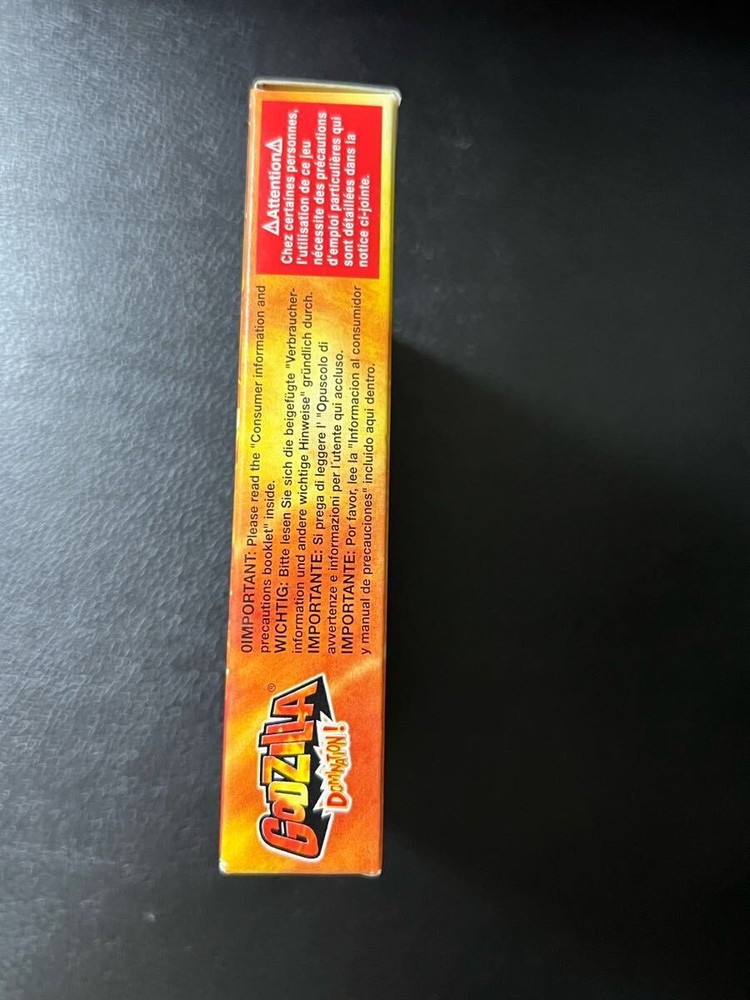 GODZILLA®
DOMINATION!
0IMPORTANT: Please read the "Consumer information and
precautions booklet" inside.
WICHTIG: Bitte lesen Sie sich die beigefügte "Verbraucher-
information und andere wichtige Hinweise" gründlich durch.
IMPORTANTE: Si prega di leggere l' "Opuscolo di
avvertenze e informazioni per l'utente qui accluso.
IMPORTANTE: Por favor, lee la "Informacion al consumidor
y manual de precauciones" incluido aqui dentro.
⚠Attention⚠
Chez certaines personnes,
l'utilisation de ce jeu
nécessite des précautions
d'emploi particulières qui
sont détaillées dans la
notice ci-jointe.